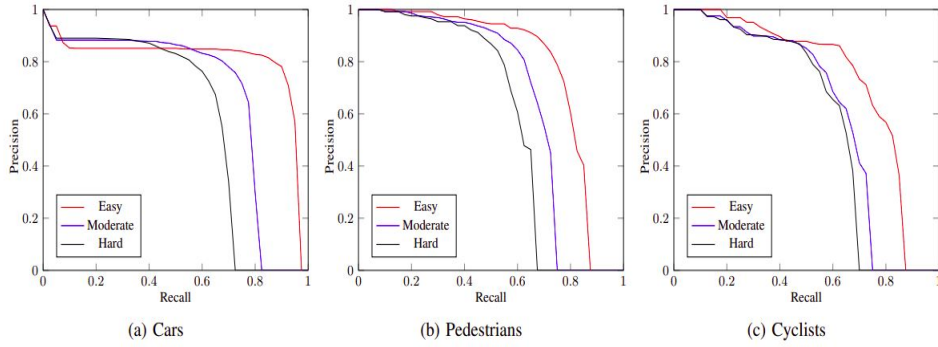 1
0.8
0.6
0.4
0.2
0
Precision
Easy
Moderate
Hard
0 0.2 0.4 0.6 0.8 1
Recall
(a) Cars
1
0.8
0.6
0.4
0.2
0
Precision
Easy
Moderate
Hard
0 0.2 0.4 0.6 0.8 1
Recall
(b) Pedestrians
1
0.8
0.6
0.4
0.2
0
Precision
Easy
Moderate
Hard
0 0.2 0.4 0.6 0.8 1
Recall
(c) Cyclists